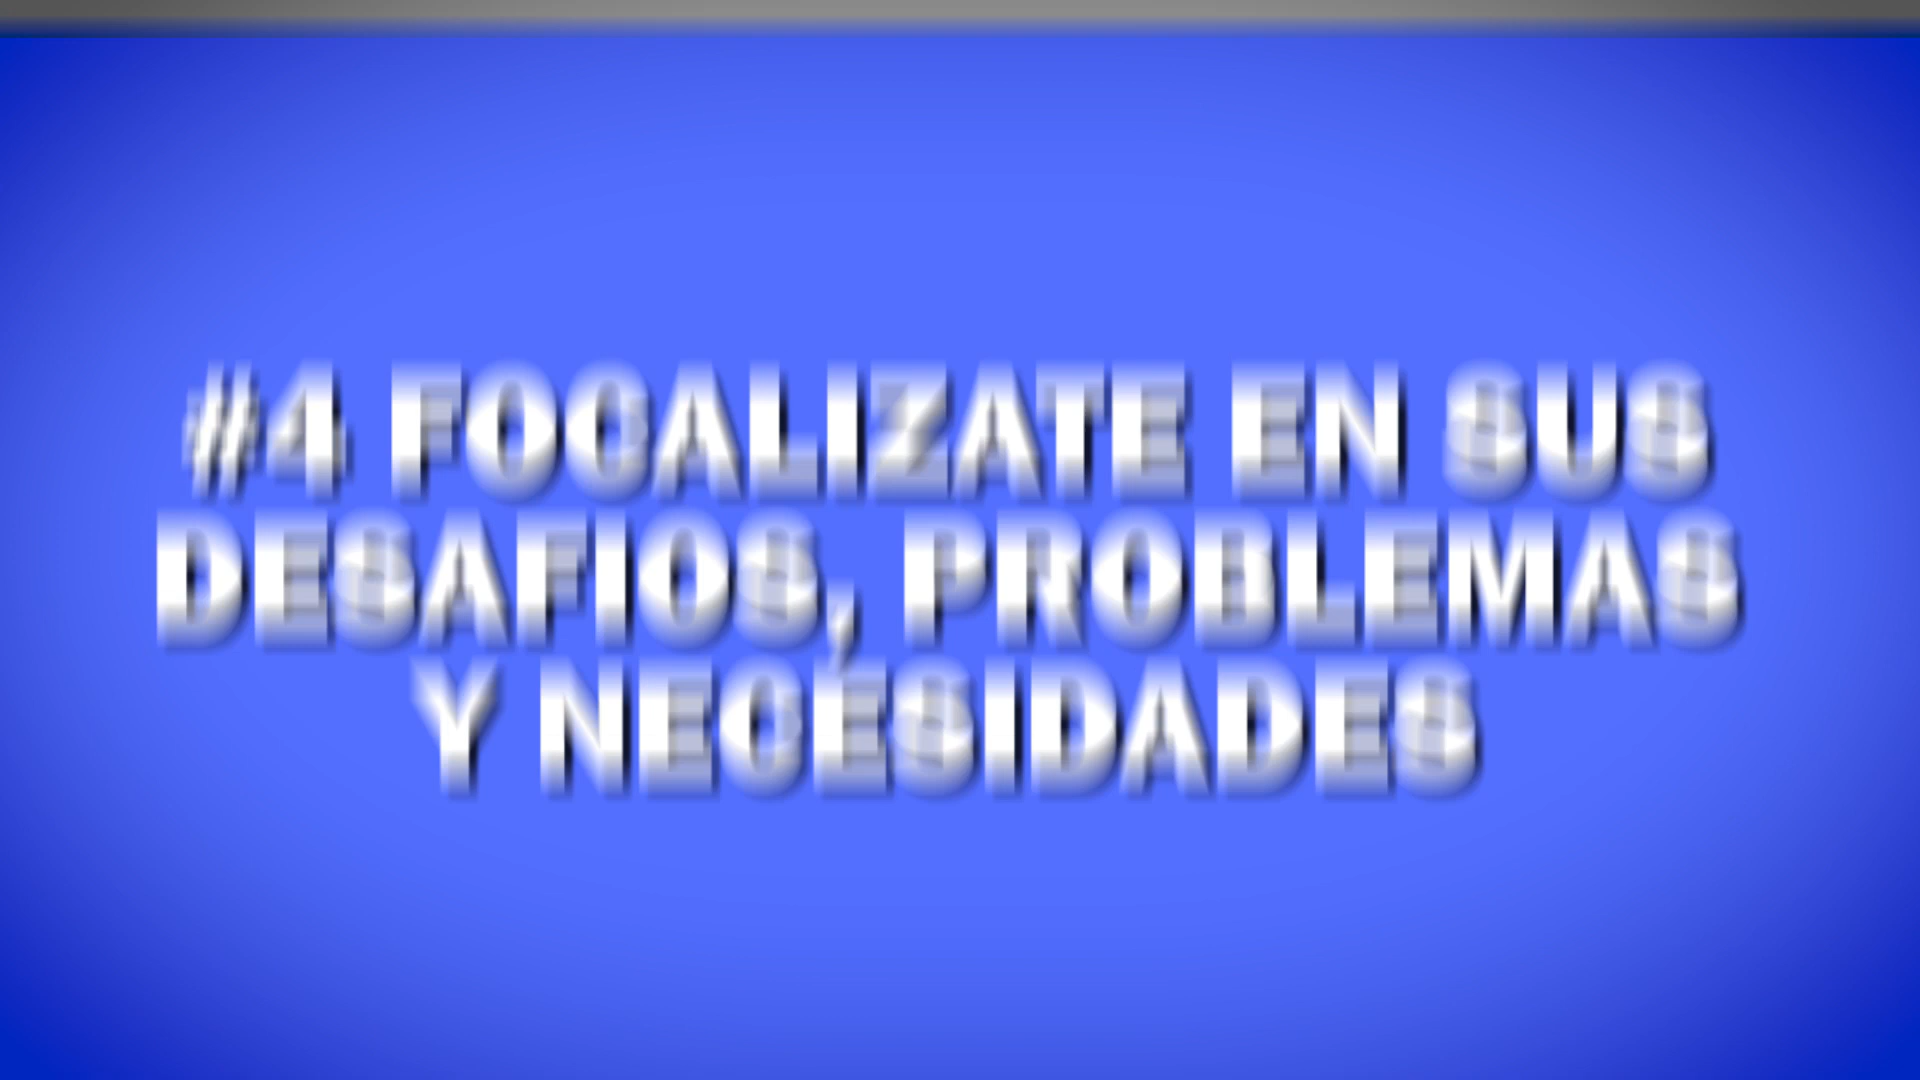 #4 FOCALIZATE EN SUS
DESAFIOS, PROBLEMAS
Y NECESIDADES